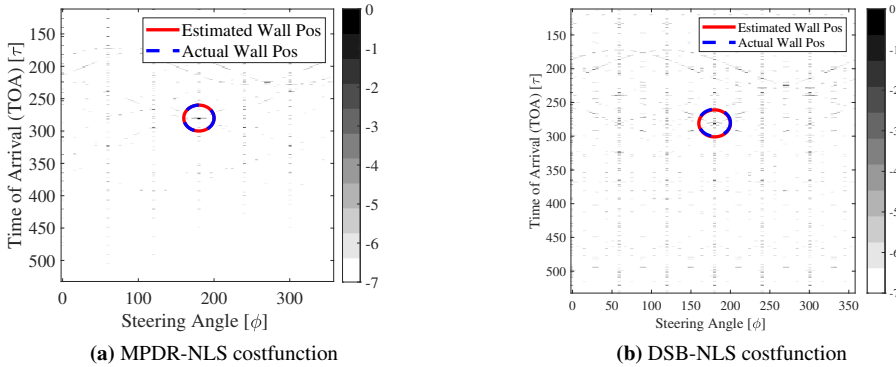 Estimated Wall Pos
Actual Wall Pos
Time of Arrival (TOA) [τ]
150
200
250
300
350
400
450
500
0 100 200 300
Steering Angle [ϕ]
0
-1
-2
-3
-4
-5
-6
-7
(a) MPDR-NLS costfunction
Estimated Wall Pos
Actual Wall Pos
Time of Arrival (TOA) [τ]
150
200
250
300
350
400
450
500
0 50 100 150 200 250 300 350
Steering Angle [ϕ]
(b) DSB-NLS costfunction